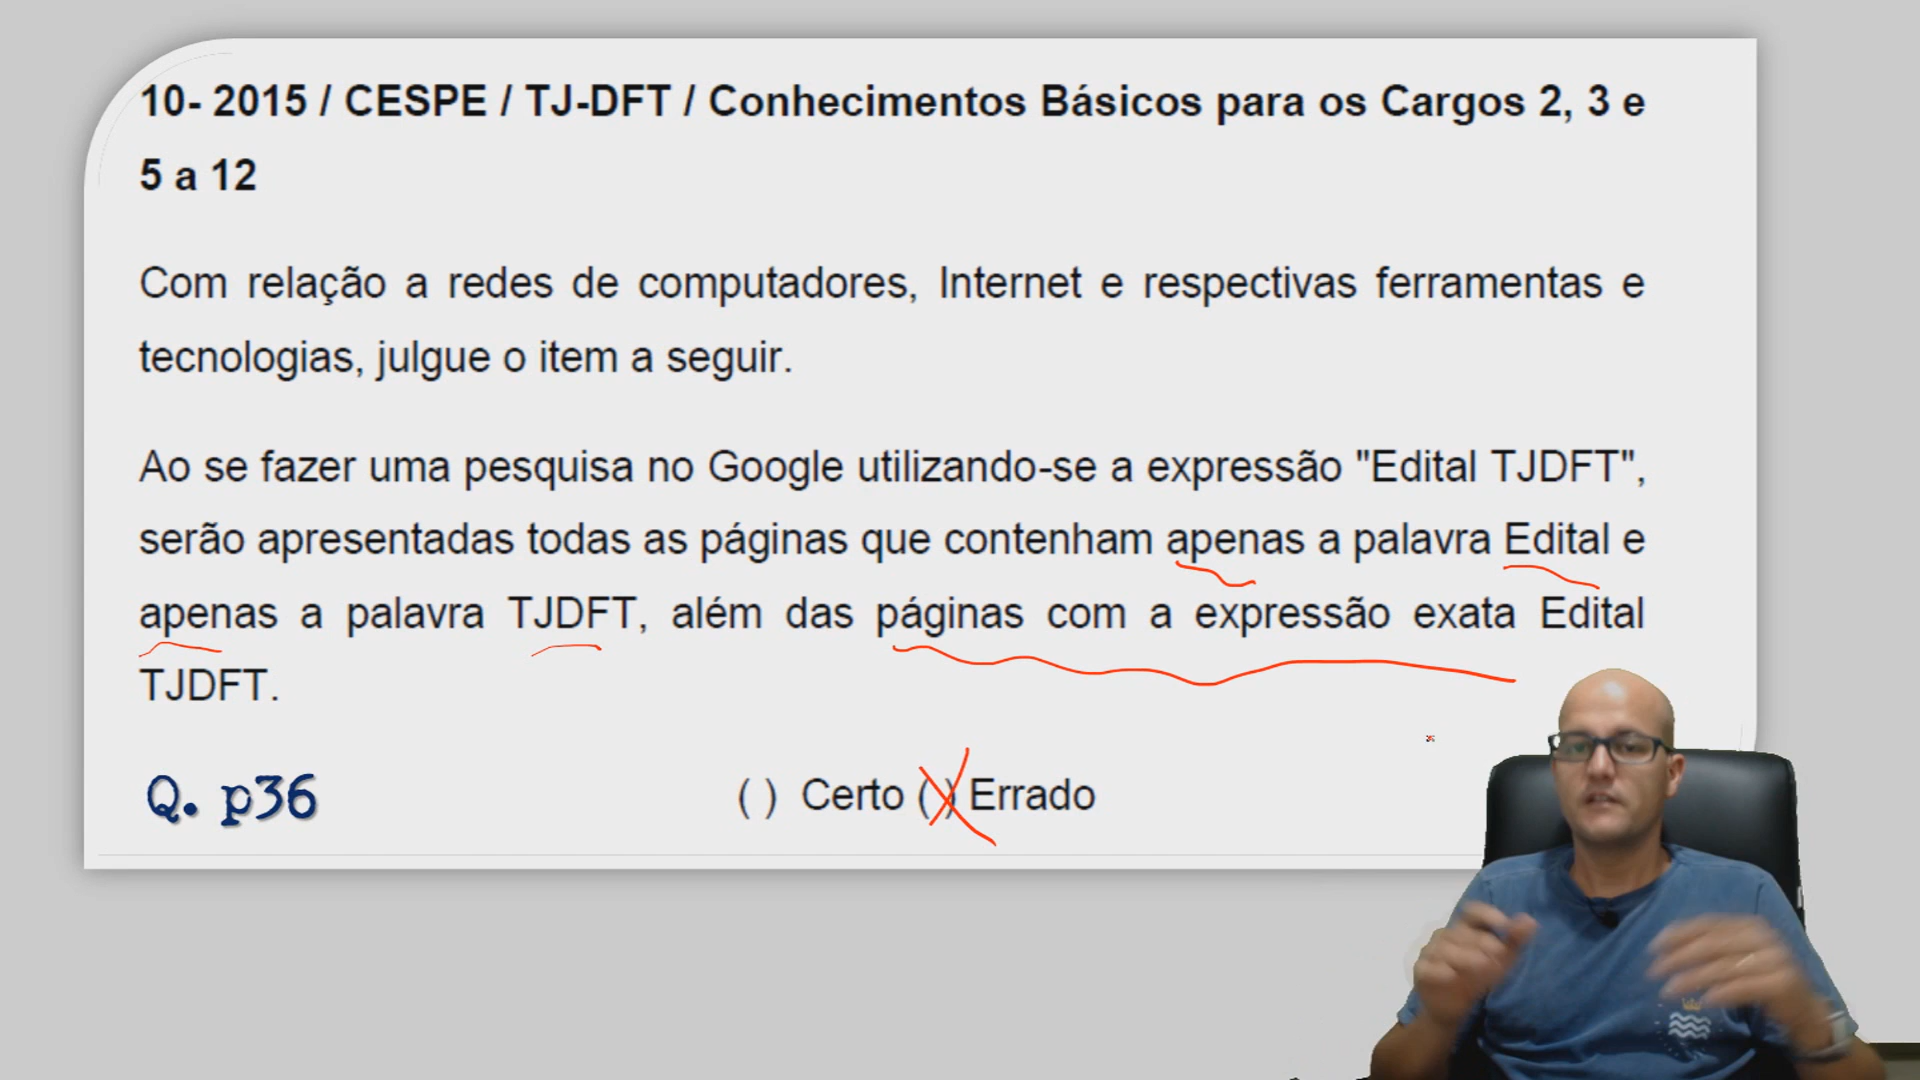 10- 2015 / CESPE / TJ-DFT / Conhecimentos Básicos para os Cargos 2, 3 e
5 a 12
Com relação a redes de computadores, Internet e respectivas ferramentas e
tecnologias, julgue o item a seguir.
Ao se fazer uma pesquisa no Google utilizando-se a expressão "Edital TJDFT",
serão apresentadas todas as páginas que contenham apenas a palavra Edital e
apenas a palavra TJDFT, além das páginas com a expressão exata Edital
TJDFT.
Q. p36
( ) Certo ( ) Errado